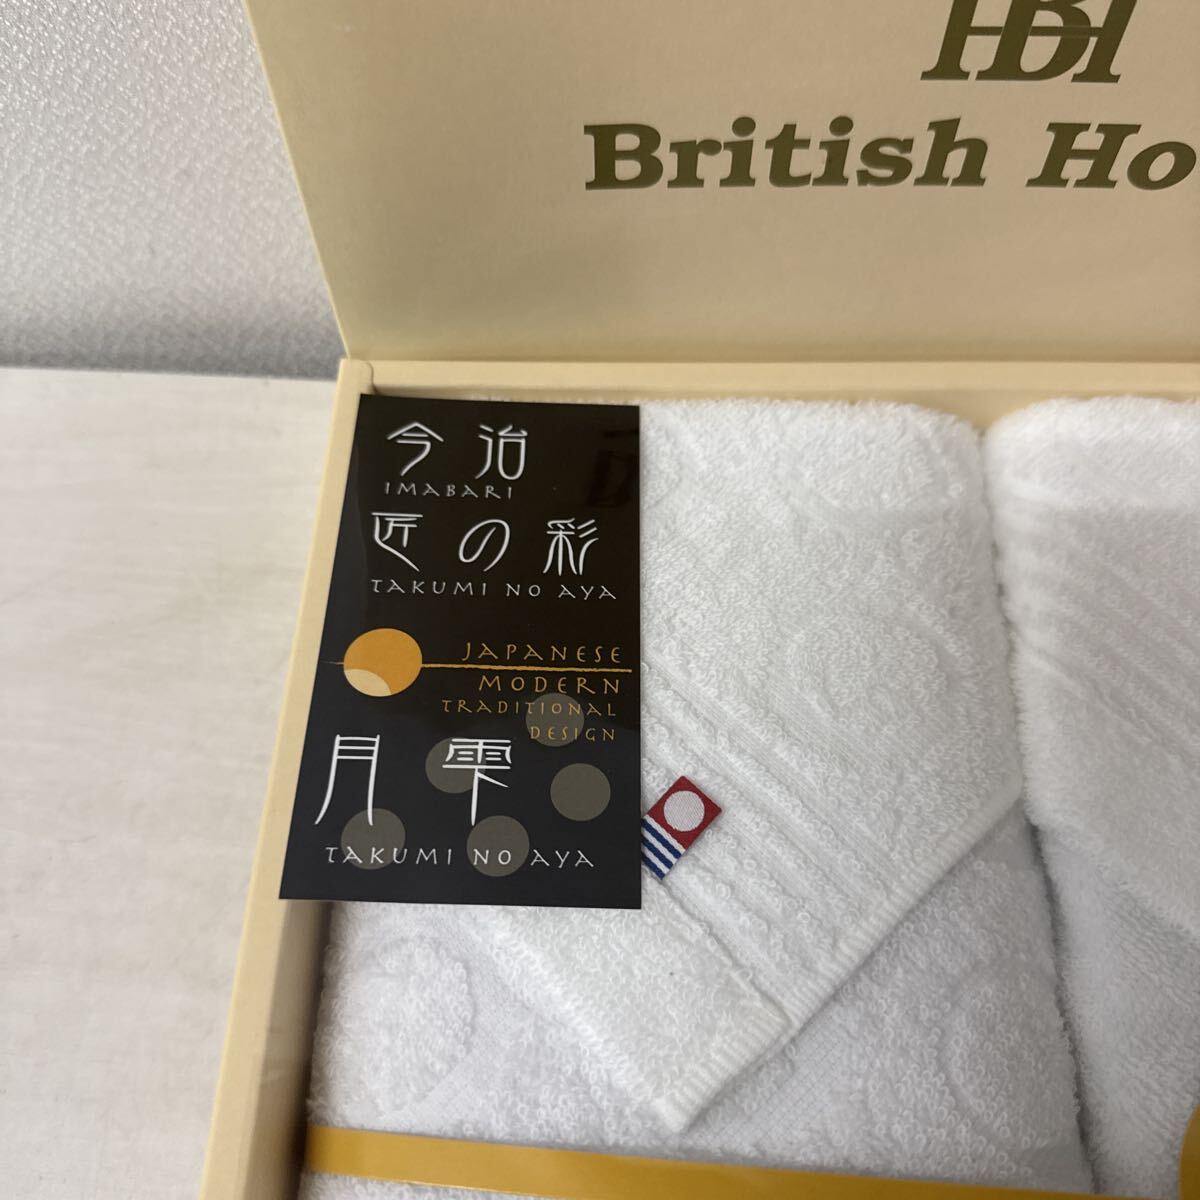 BH
British Ho
今治
IMABARI
匠の彩
TAKUMI NO AYA
JAPANESE
MODERN
TRADITIONAL
DESIGN
月雫
TAKUMI NO AYA